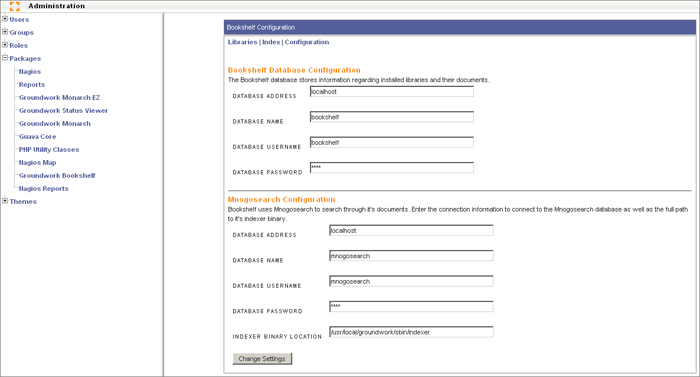 Administration
Users
Groups
Roles
Packages
Nagios
Reports
Groundwork Monarch EZ
Groundwork Status Viewer
Groundwork Monarch
Guava Core
PHP Utility Classes
Nagios Map
Groundwork Bookshelf
Nagios Reports
Themes
Bookshelf Configuration
Libraries | Index | Configuration
Bookshelf Database Configuration
The Bookshelf database stores information regarding installed libraries and their documents.
DATABASE ADDRESS localhost
DATABASE NAME bookshelf
DATABASE USERNAME bookshelf
DATABASE PASSWORD ****
Mnogosearch Configuration
Bookshelf uses Mnogosearch to search through it's documents. Enter the connection information to connect to the Mnogosearch database as well as the full path
to it's indexer binary.
DATABASE ADDRESS localhost
DATABASE NAME mnogosearch
DATABASE USERNAME mnogosearch
DATABASE PASSWORD ****
INDEXER BINARY LOCATION /usr/local/groundwork/sbin/indexer
Change Settings